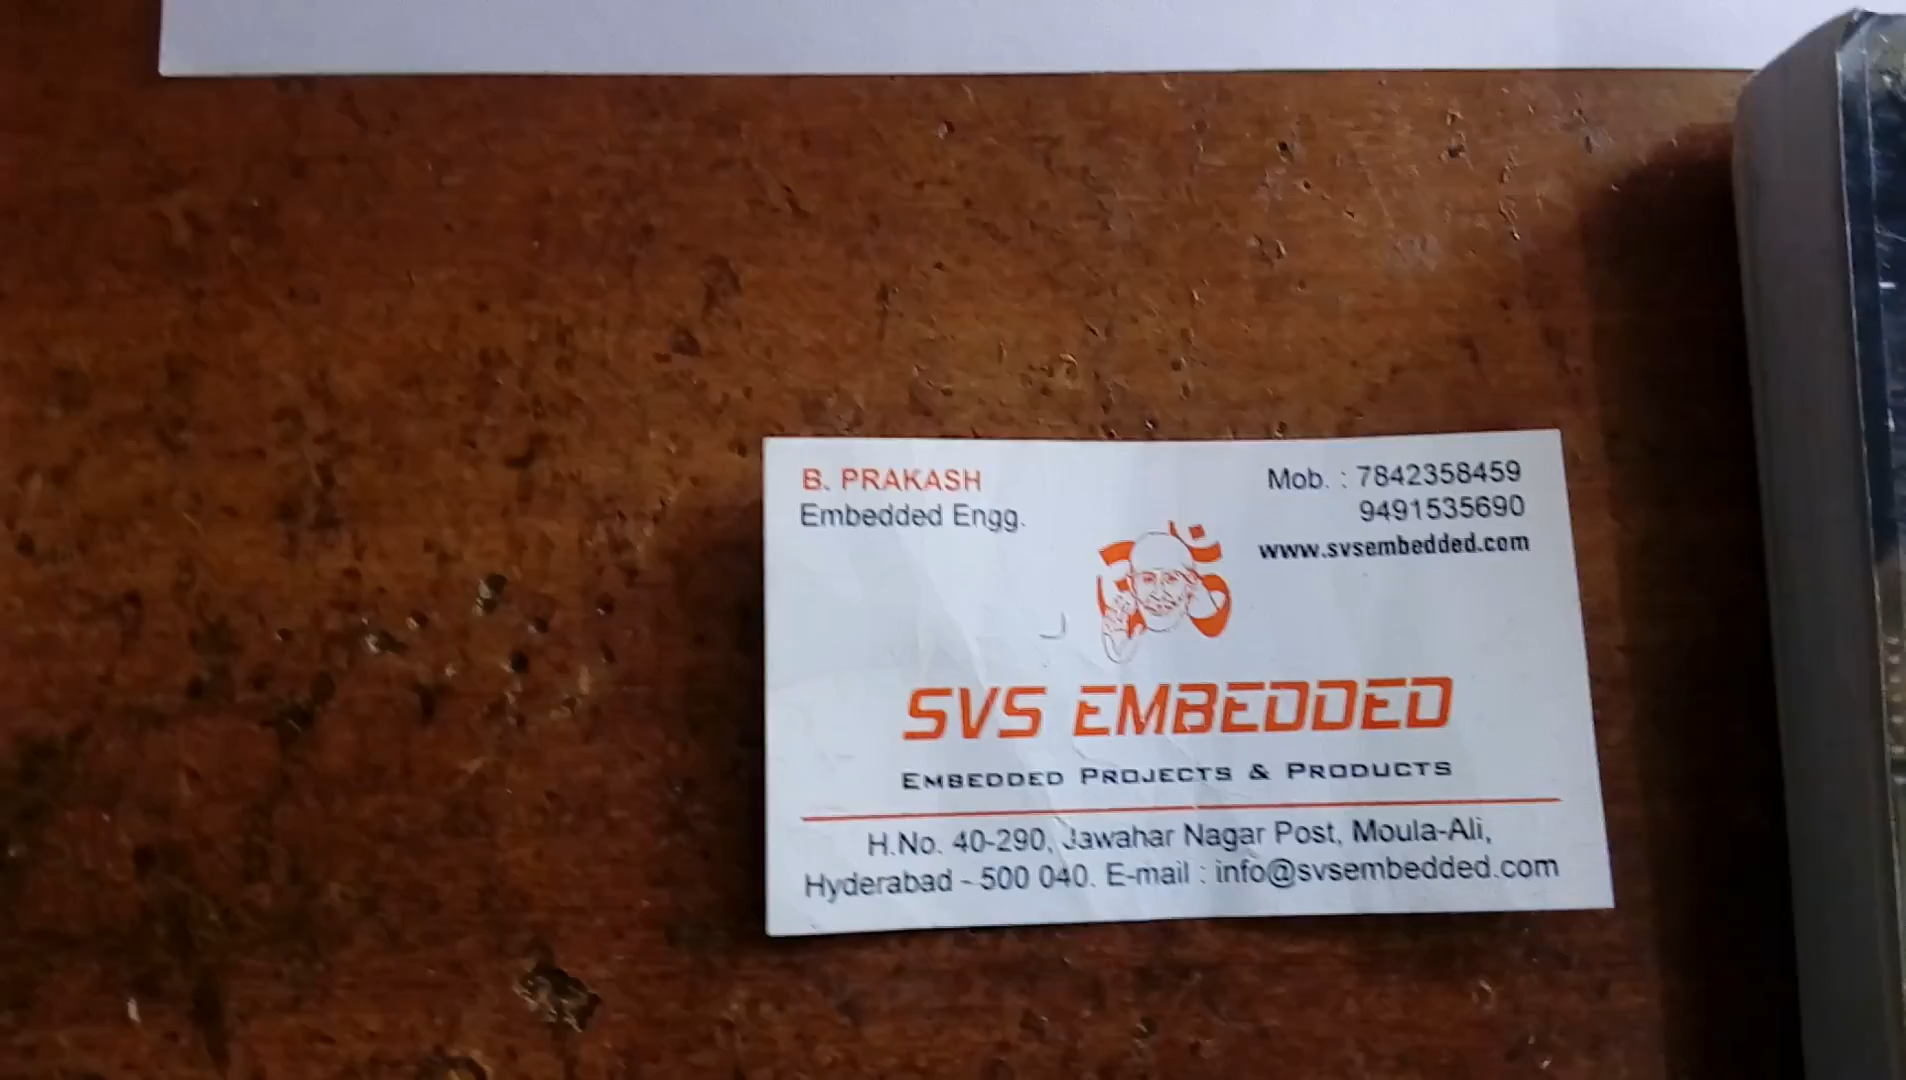 B. PRAKASH
Embedded Engg.
Mob. : 7842358459
9491535690
www.svsembedded.com
SVS EMBEDDED
EMBEDDED PROJECTS & PRODUCTS
H.No. 40-290, Jawahar Nagar Post, Moula-Ali,
Hyderabad - 500 040. E-mail : info@svsembedded.com